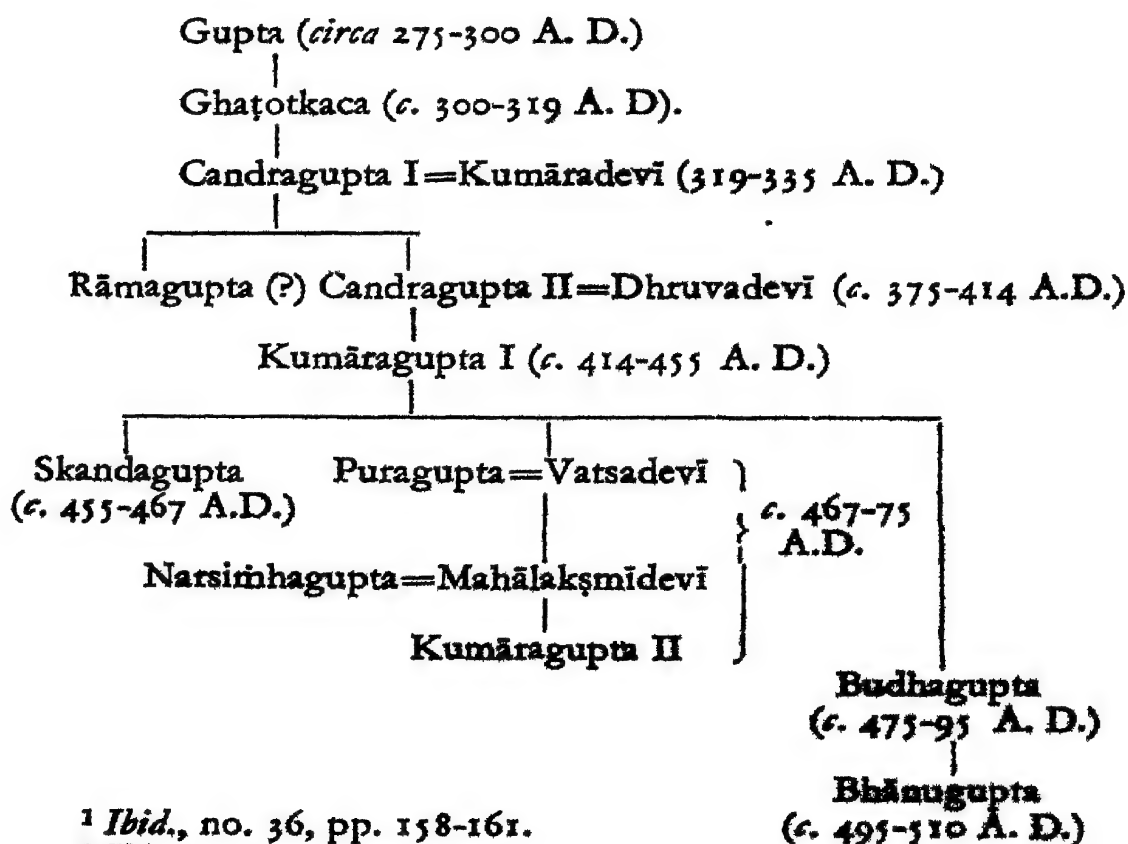 Gupta (circa 275-300 A. D.)
Ghaṭotkaca (c. 300-319 A. D).
Candragupta I=Kumāradevī (319-335 A. D.)
Rāmagupta (?) Candragupta II=Dhruvadevī (c. 375-414 A.D.)
Kumāragupta I (c. 414-455 A. D.)
Skandagupta
(c. 455-467 A.D.)
Puragupta=Vatsadevī
c. 467-75
A.D.
Narsiṁhagupta=Mahālakṣmīdevī
Kumāragupta II
Budhagupta
(c. 475-95 A. D.)
Bhānugupta
(c. 495-510 A. D.)
¹ Ibid., no. 36, pp. 158-161.